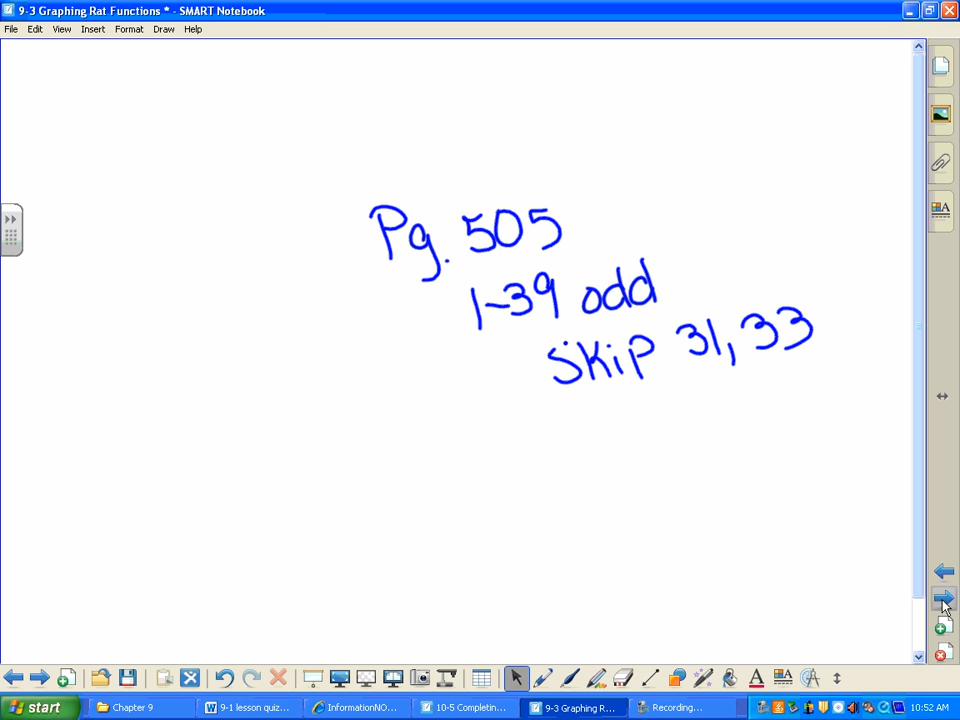 9-3 Graphing Rat Functions * - SMART Notebook
File Edit View Insert Format Draw Help
Pg. 505
1-39 odd
skip 31, 33
start
Chapter 9
9-1 lesson quiz...
InformationNO...
10-5 Completin...
9-3 Graphing R...
Recording...
10:52 AM